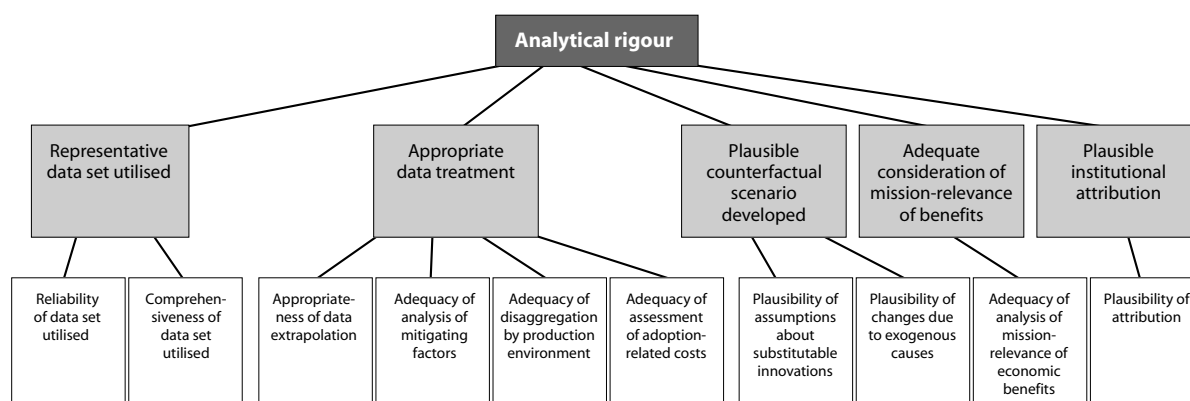 Analytical rigour
Representative
data set utilised
Appropriate
data treatment
Plausible
counterfactual
scenario
developed
Adequate
consideration of
mission-relevance
of benefits
Plausible
institutional
attribution
Reliability
of data set
utilised
Comprehen-
siveness of
data set
utilised
Appropriate-
ness of data
extrapolation
Adequacy of
analysis of
mitigating
factors
Adequacy of
disaggregation
by production
environment
Adequacy of
assessment
of adoption-
related costs
Plausibility of
assumptions
about
substitutable
innovations
Plausibility of
changes due
to exogenous
causes
Adequacy of
analysis of
mission-
relevance of
economic
benefits
Plausibility of
attribution